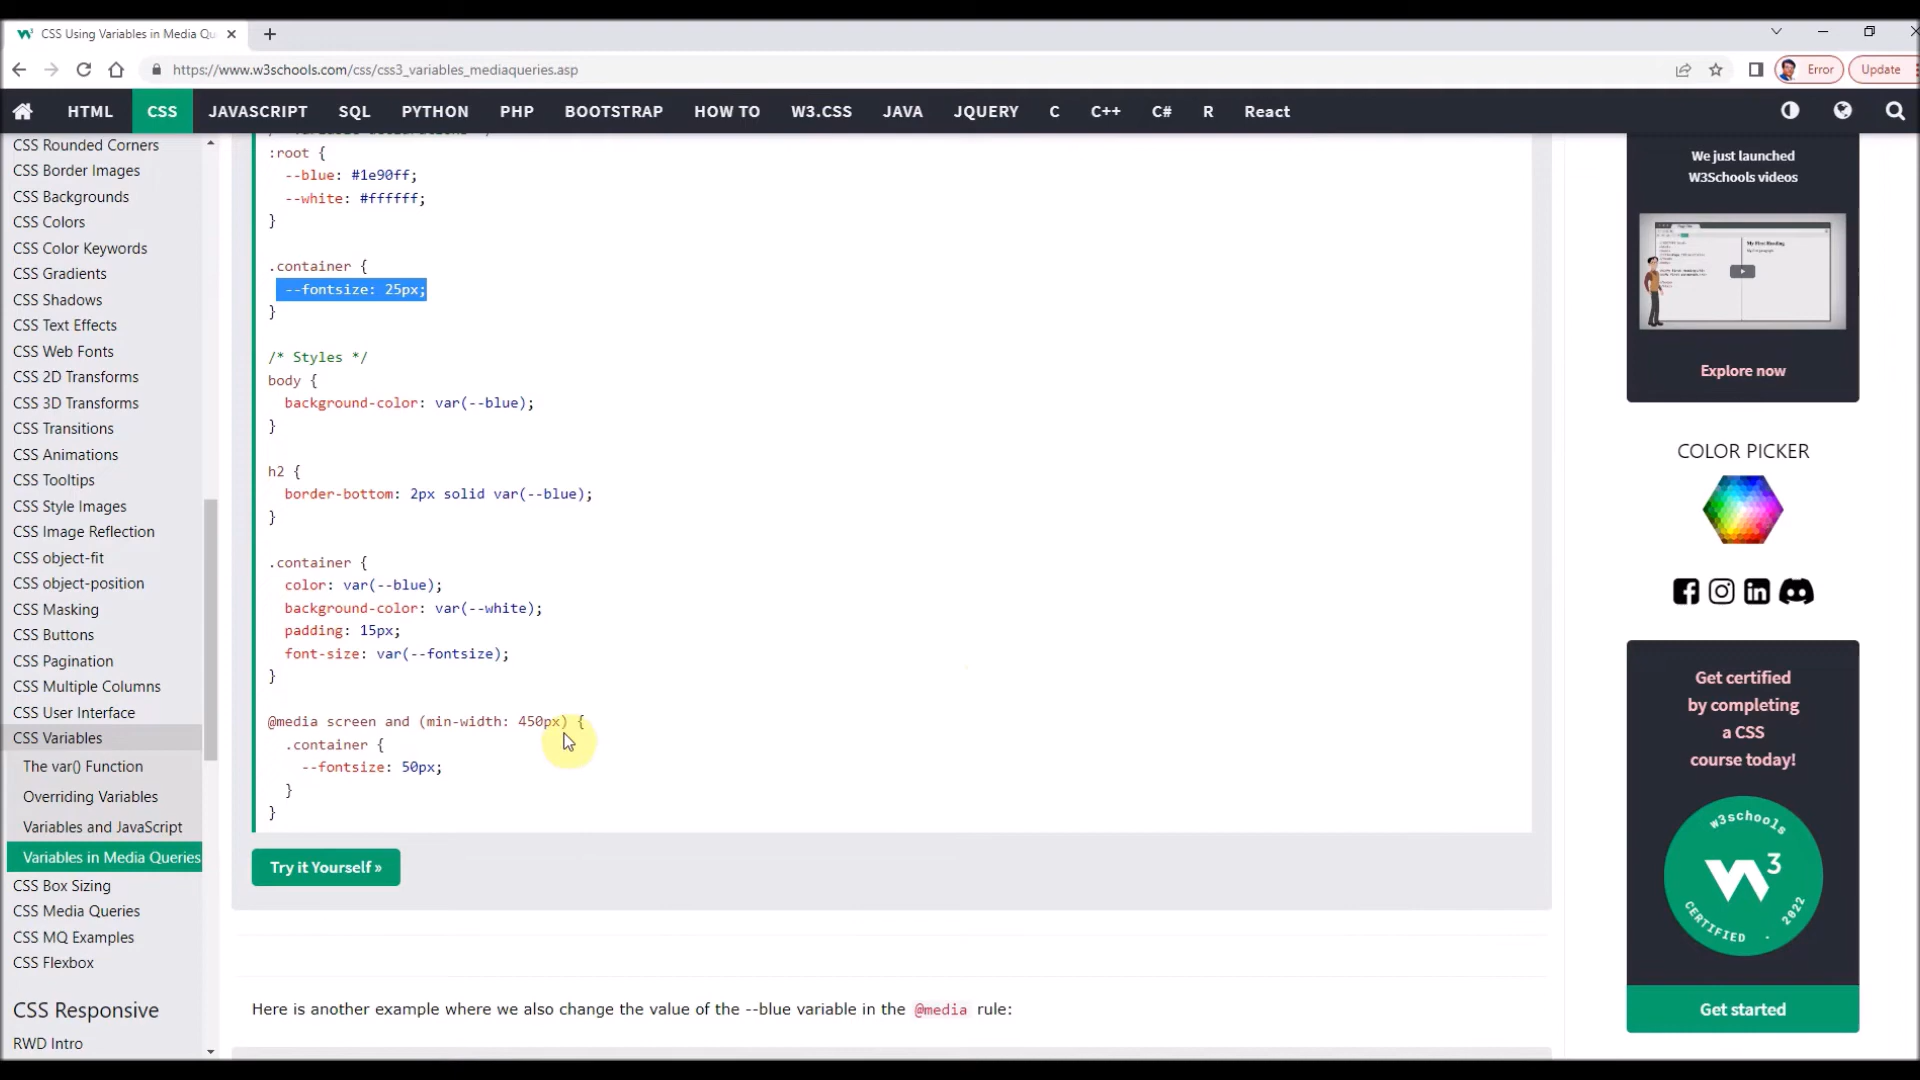 CSS Using Variables in Media Qu
https://www.w3schools.com/css/css3_variables_mediaqueries.asp
Error
Update
HTML CSS JAVASCRIPT SQL PYTHON PHP BOOTSTRAP HOW TO W3.CSS JAVA JQUERY C C++ C# R React
CSS Rounded Corners
CSS Border Images
CSS Backgrounds
CSS Colors
CSS Color Keywords
CSS Gradients
CSS Shadows
CSS Text Effects
CSS Web Fonts
CSS 2D Transforms
CSS 3D Transforms
CSS Transitions
CSS Animations
CSS Tooltips
CSS Style Images
CSS Image Reflection
CSS object-fit
CSS object-position
CSS Masking
CSS Buttons
CSS Pagination
CSS Multiple Columns
CSS User Interface
CSS Variables
The var() Function
Overriding Variables
Variables and JavaScript
Variables in Media Queries
CSS Box Sizing
CSS Media Queries
CSS MQ Examples
CSS Flexbox
CSS Responsive
RWD Intro
:root {
--blue: #1e90ff;
--white: #ffffff;
}
.container {
--fontsize: 25px;
}
/* Styles */
body {
background-color: var(--blue);
}
h2 {
border-bottom: 2px solid var(--blue);
}
.container {
color: var(--blue);
background-color: var(--white);
padding: 15px;
font-size: var(--fontsize);
}
@media screen and (min-width: 450px) {
.container {
--fontsize: 50px;
}
}
Try it Yourself »
Here is another example where we also change the value of the --blue variable in the @media rule:
We just launched
W3Schools videos
Explore now
COLOR PICKER
Get certified
by completing
a CSS
course today!
w3schools
3
CERTIFIED . 2022
Get started